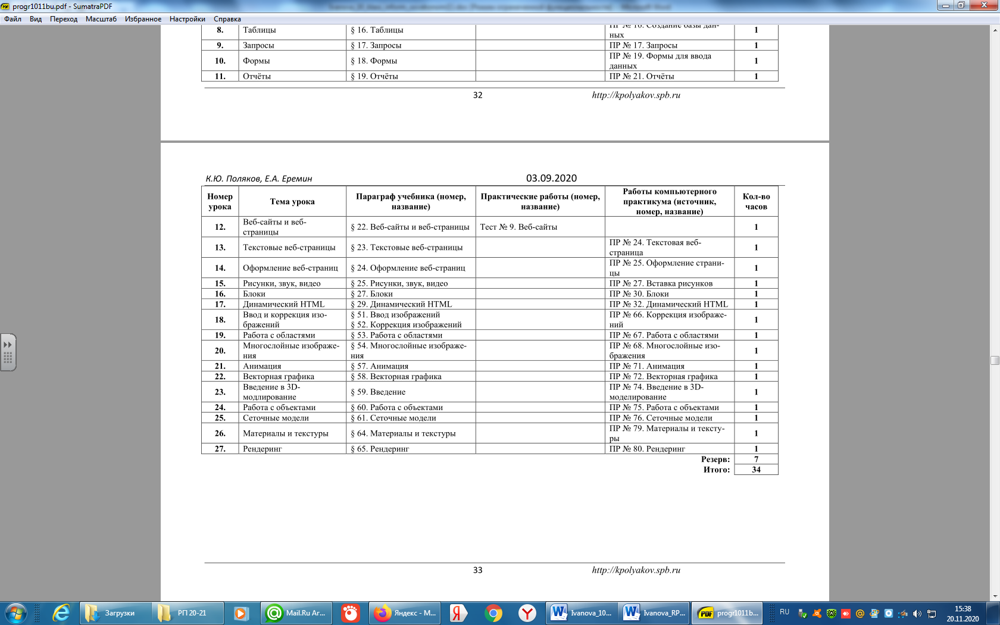 progr1011bu.pdf - SumatraPDF
Файл Вид Переход Масштаб Избранное Настройки Справка
8. Таблицы § 16. Таблицы ПР № 16. Создание базы дан-
ных 1
9. Запросы § 17. Запросы ПР № 17. Запросы 1
10. Формы § 18. Формы ПР № 19. Формы для ввода
данных 1
11. Отчёты § 19. Отчёты ПР № 21. Отчёты 1
32 http://kpolyakov.spb.ru
К.Ю. Поляков, Е.А. Еремин 03.09.2020
Номер
урока
Тема урока
Параграф учебника (номер,
название)
Практические работы (номер,
название)
Работы компьютерного
практикума (источник,
номер, название)
Кол-во
часов
12. Веб-сайты и веб-
страницы § 22. Веб-сайты и веб-страницы Тест № 9. Веб-сайты 1
13. Текстовые веб-страницы § 23. Текстовые веб-страницы ПР № 24. Текстовая веб-
страница 1
14. Оформление веб-страниц § 24. Оформление веб-страниц ПР № 25. Оформление страни-
цы 1
15. Рисунки, звук, видео § 25. Рисунки, звук, видео ПР № 27. Вставка рисунков 1
16. Блоки § 27. Блоки ПР № 30. Блоки 1
17. Динамический HTML § 29. Динамический HTML ПР № 32. Динамический HTML 1
18. Ввод и коррекция изо- § 51. Ввод изображений ПР № 66. Коррекция изображе-
бражений § 52. Коррекция изображений ний 1
19. Работа с областями § 53. Работа с областями ПР № 67. Работа с областями 1
20. Многослойные изображе- § 54. Многослойные изображе- ПР № 68. Многослойные изо-
ния ния бражения 1
21. Анимация § 57. Анимация ПР № 71. Анимация 1
22. Векторная графика § 58. Векторная графика ПР № 72. Векторная графика 1
23. Введение в 3D- § 59. Введение ПР № 74. Введение в 3D-
модлирование моделирование 1
24. Работа с объектами § 60. Работа с объектами ПР № 75. Работа с объектами 1
25. Сеточные модели § 61. Сеточные модели ПР № 76. Сеточные модели 1
26. Материалы и текстуры § 64. Материалы и текстуры ПР № 79. Материалы и тексту-
ры 1
27. Рендеринг § 65. Рендеринг ПР № 80. Рендеринг 1
Резерв: 7
Итого: 34
33 http://kpolyakov.spb.ru
Загрузки РП 20-21 Mail.Ru Аг... Яндекс - М... Ivanova_10... Ivanova_RP... progr1011b... RU 15:38
20.11.2020